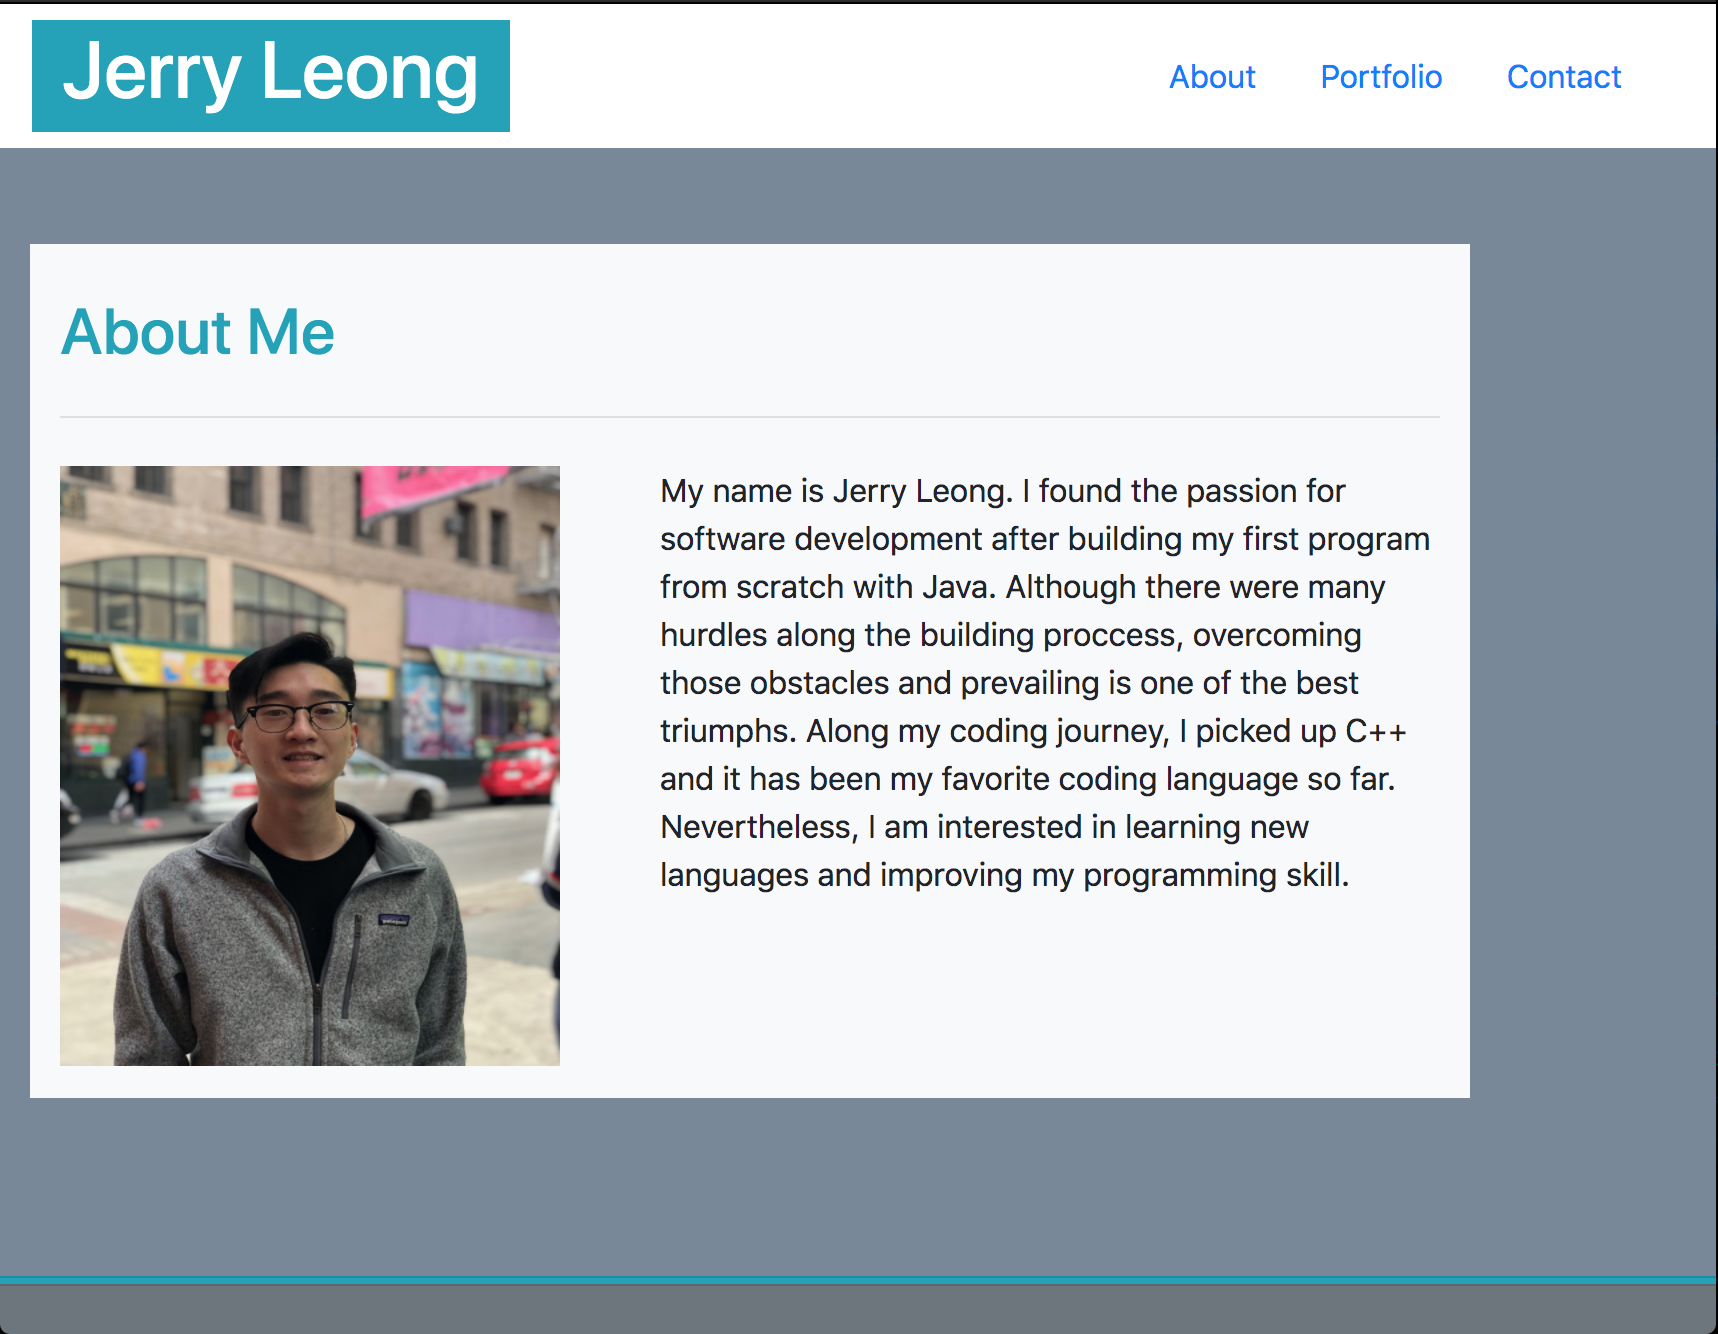 Jerry Leong
About Portfolio Contact
About Me
My name is Jerry Leong. I found the passion for
software development after building my first program
from scratch with Java. Although there were many
hurdles along the building proccess, overcoming
those obstacles and prevailing is one of the best
triumphs. Along my coding journey, I picked up C++
and it has been my favorite coding language so far.
Nevertheless, I am interested in learning new
languages and improving my programming skill.